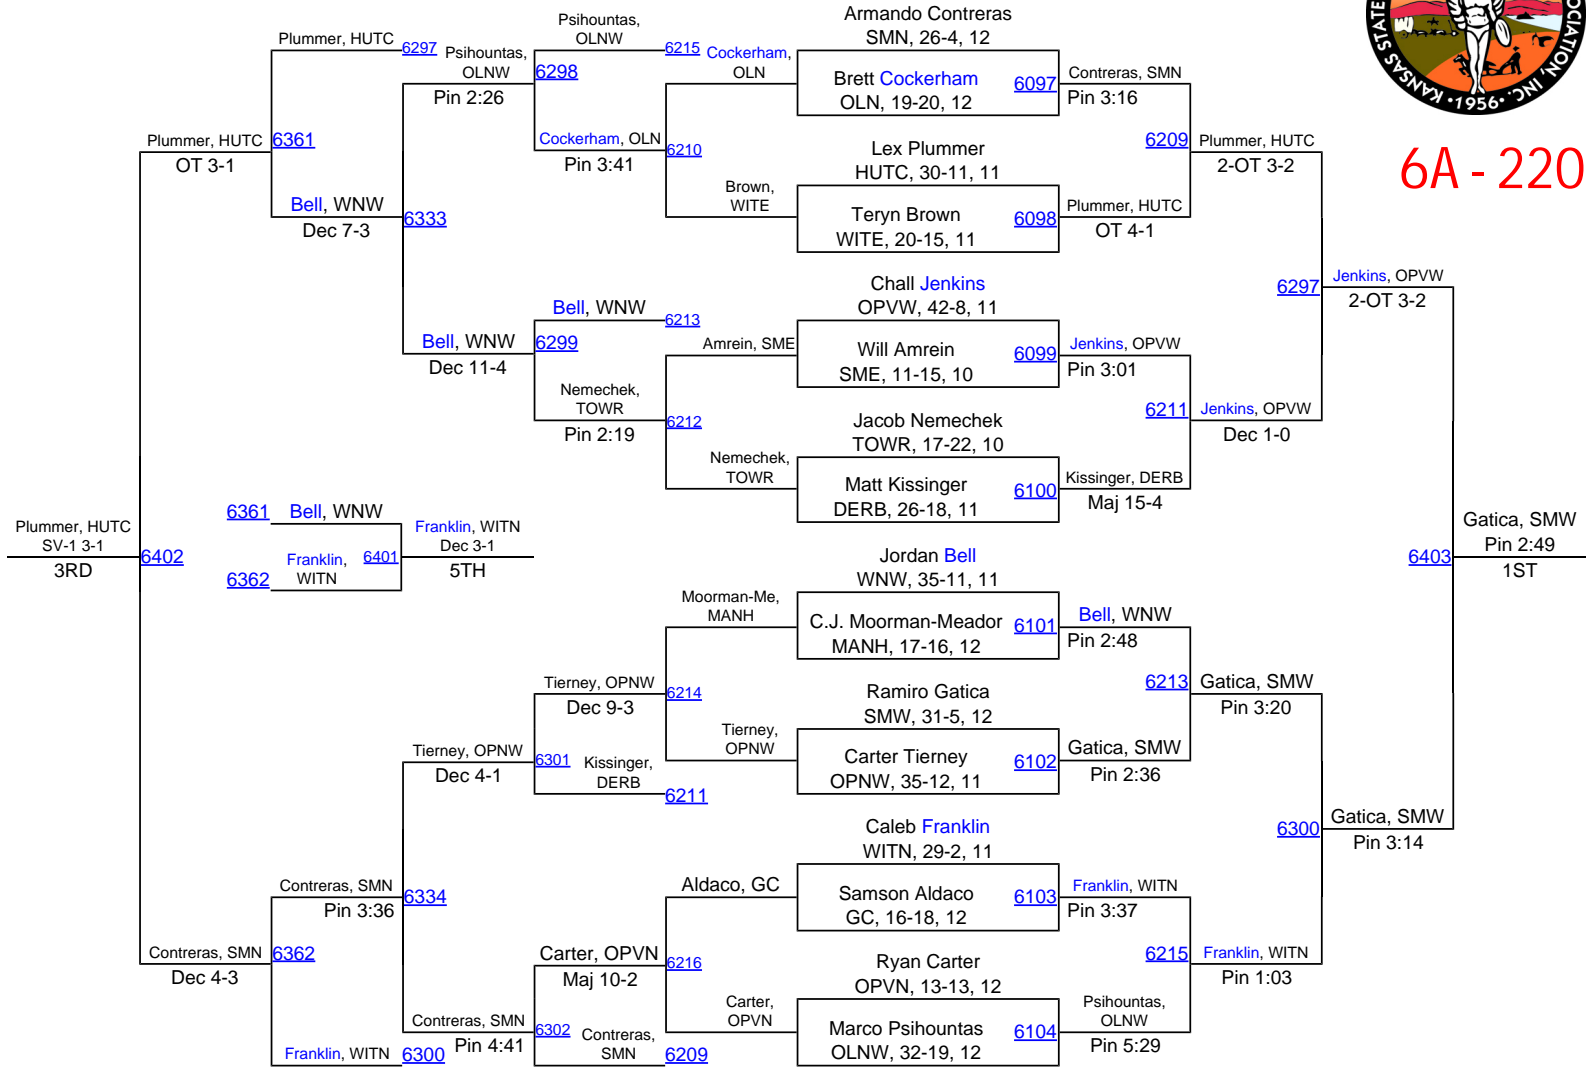 KANSAS STATE
OCIATION, INC.
•1956•
6A - 220
Armando Contreras
SMN, 26-4, 12
Brett Cockerham
OLN, 19-20, 12
6097
Contreras, SMN
Pin 3:16
Lex Plummer
HUTC, 30-11, 11
Teryn Brown
WITE, 20-15, 11
6098
Plummer, HUTC
OT 4-1
6209
Plummer, HUTC
2-OT 3-2
Chall Jenkins
OPVW, 42-8, 11
Will Amrein
SME, 11-15, 10
6099
Jenkins, OPVW
Pin 3:01
Jacob Nemechek
TOWR, 17-22, 10
Matt Kissinger
DERB, 26-18, 11
6100
Kissinger, DERB
Maj 15-4
6211
Jenkins, OPVW
Dec 1-0
6297
Jenkins, OPVW
2-OT 3-2
Jordan Bell
WNW, 35-11, 11
C.J. Moorman-Meador
MANH, 17-16, 12
6101
Bell, WNW
Pin 2:48
Ramiro Gatica
SMW, 31-5, 12
Carter Tierney
OPNW, 35-12, 11
6102
Gatica, SMW
Pin 2:36
6213
Gatica, SMW
Pin 3:20
Caleb Franklin
WITN, 29-2, 11
Samson Aldaco
GC, 16-18, 12
6103
Franklin, WITN
Pin 3:37
Ryan Carter
OPVN, 13-13, 12
Marco Psihountas
OLNW, 32-19, 12
6104
Psihountas,
OLNW
Pin 5:29
6215
Franklin, WITN
Pin 1:03
6300
Gatica, SMW
Pin 3:14
6403
Gatica, SMW
Pin 2:49
1ST
Cockerham,
OLN
Brown,
WITE
6210
Cockerham, OLN
Pin 3:41
Psihountas,
OLNW
6215
6298
Psihountas,
OLNW
Pin 2:26
Amrein, SME
Nemechek,
TOWR
6212
Nemechek,
TOWR
Pin 2:19
Bell, WNW
6213
6299
Bell, WNW
Dec 11-4
6333
Bell, WNW
Dec 7-3
Plummer, HUTC
6297
6361
Plummer, HUTC
OT 3-1
Moorman-Me,
MANH
Tierney,
OPNW
6214
Tierney, OPNW
Dec 9-3
Kissinger,
DERB
6211
6301
Tierney, OPNW
Dec 4-1
Aldaco, GC
Carter,
OPVN
6216
Carter, OPVN
Maj 10-2
Contreras,
SMN
6209
6302
Contreras, SMN
Pin 4:41
6334
Contreras, SMN
Pin 3:36
Franklin, WITN
6300
6362
Contreras, SMN
Dec 4-3
6402
Plummer, HUTC
SV-1 3-1
3RD
6361
Bell, WNW
6362
Franklin,
WITN
6401
Franklin, WITN
Dec 3-1
5TH